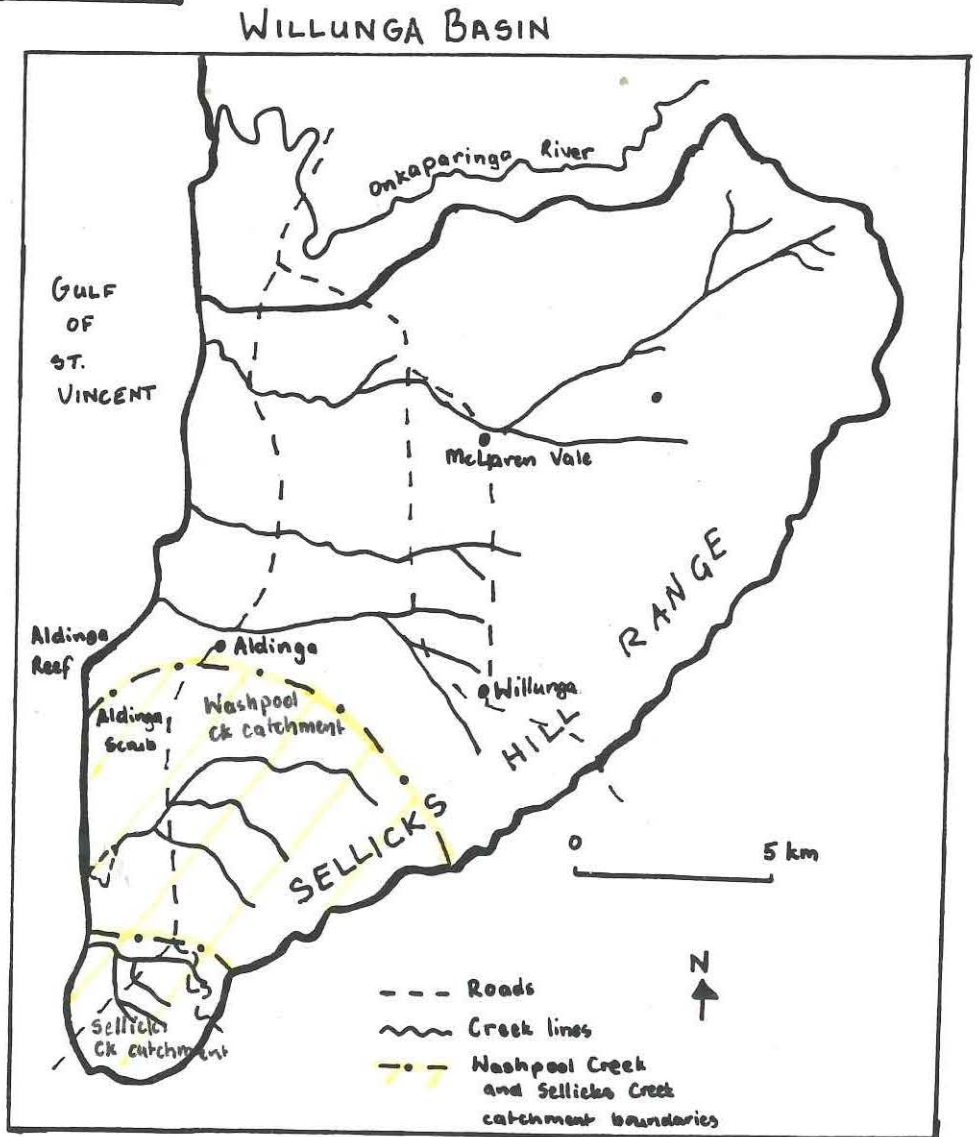 WILLUNGA BASIN
Onkaparinga River
GULF
OF
ST.
VINCENT
McLaren Vale
RANGE
Aldinga
Reef
Aldinga
Willunga
Aldinga
Scrub
Washpool
Ck catchment
HILL
SELLICKS
0 5 km
N
Roads
Creek lines
Washpool Creek
and Sellicks Creek
catchment boundaries
Sellicks
Ck catchment